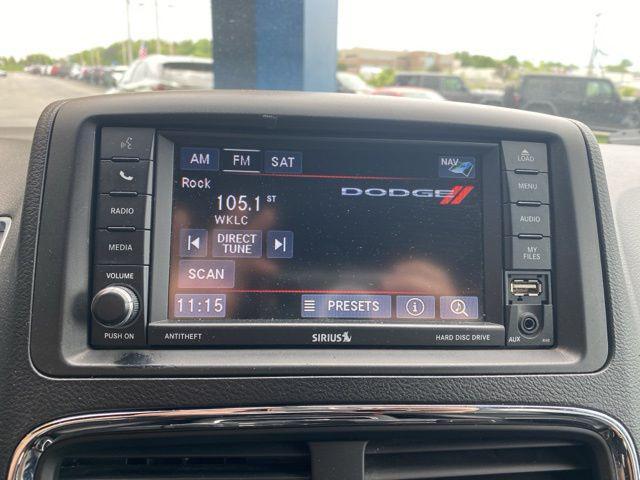 AM
FM
SAT
NAV
Rock
105.1 ST
WKLC
DODGE
DIRECT
TUNE
SCAN
11:15
PRESETS
i
RADIO
MEDIA
VOLUME
PUSH ON
LOAD
MENU
AUDIO
MY
FILES
AUX
ANTITHEFT
SIRIUS
HARD DISC DRIVE